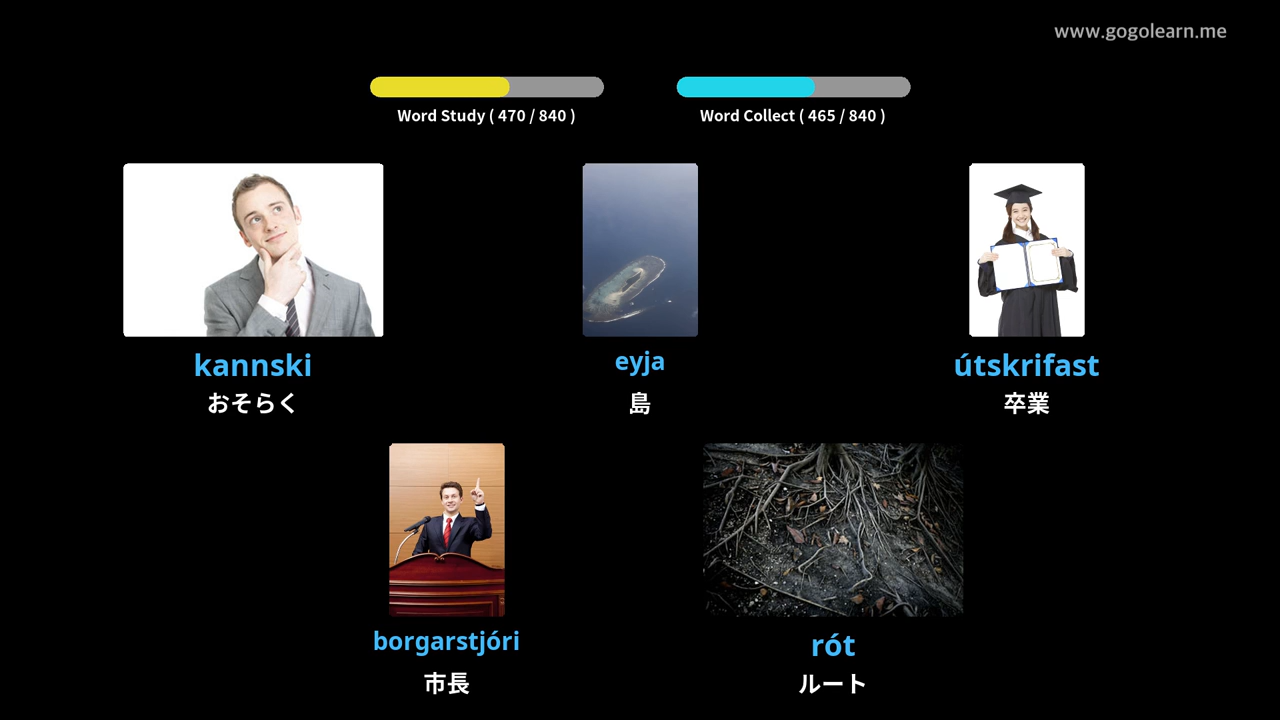 www.gogolearn.me
Word Study ( 470 / 840 )
Word Collect ( 465 / 840 )
kannski
おそらく
eyja
島
útskrifast
卒業
borgarstjóri
市長
rót
ルート